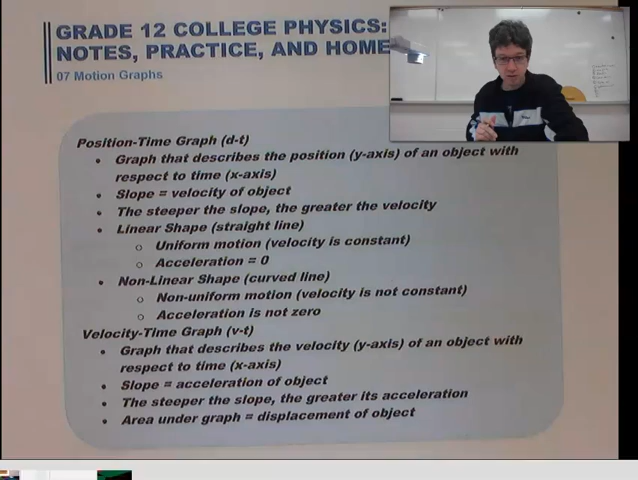 GRADE 12 COLLEGE PHYSICS:
NOTES, PRACTICE, AND HOME
07 Motion Graphs
Position-Time Graph (d-t)
• Graph that describes the position (y-axis) of an object with
respect to time (x-axis)
• Slope = velocity of object
• The steeper the slope, the greater the velocity
• Linear Shape (straight line)
o Uniform motion (velocity is constant)
o Acceleration = 0
• Non-Linear Shape (curved line)
o Non-uniform motion (velocity is not constant)
o Acceleration is not zero
Velocity-Time Graph (v-t)
• Graph that describes the velocity (y-axis) of an object with
respect to time (x-axis)
• Slope = acceleration of object
• The steeper the slope, the greater its acceleration
• Area under graph = displacement of object